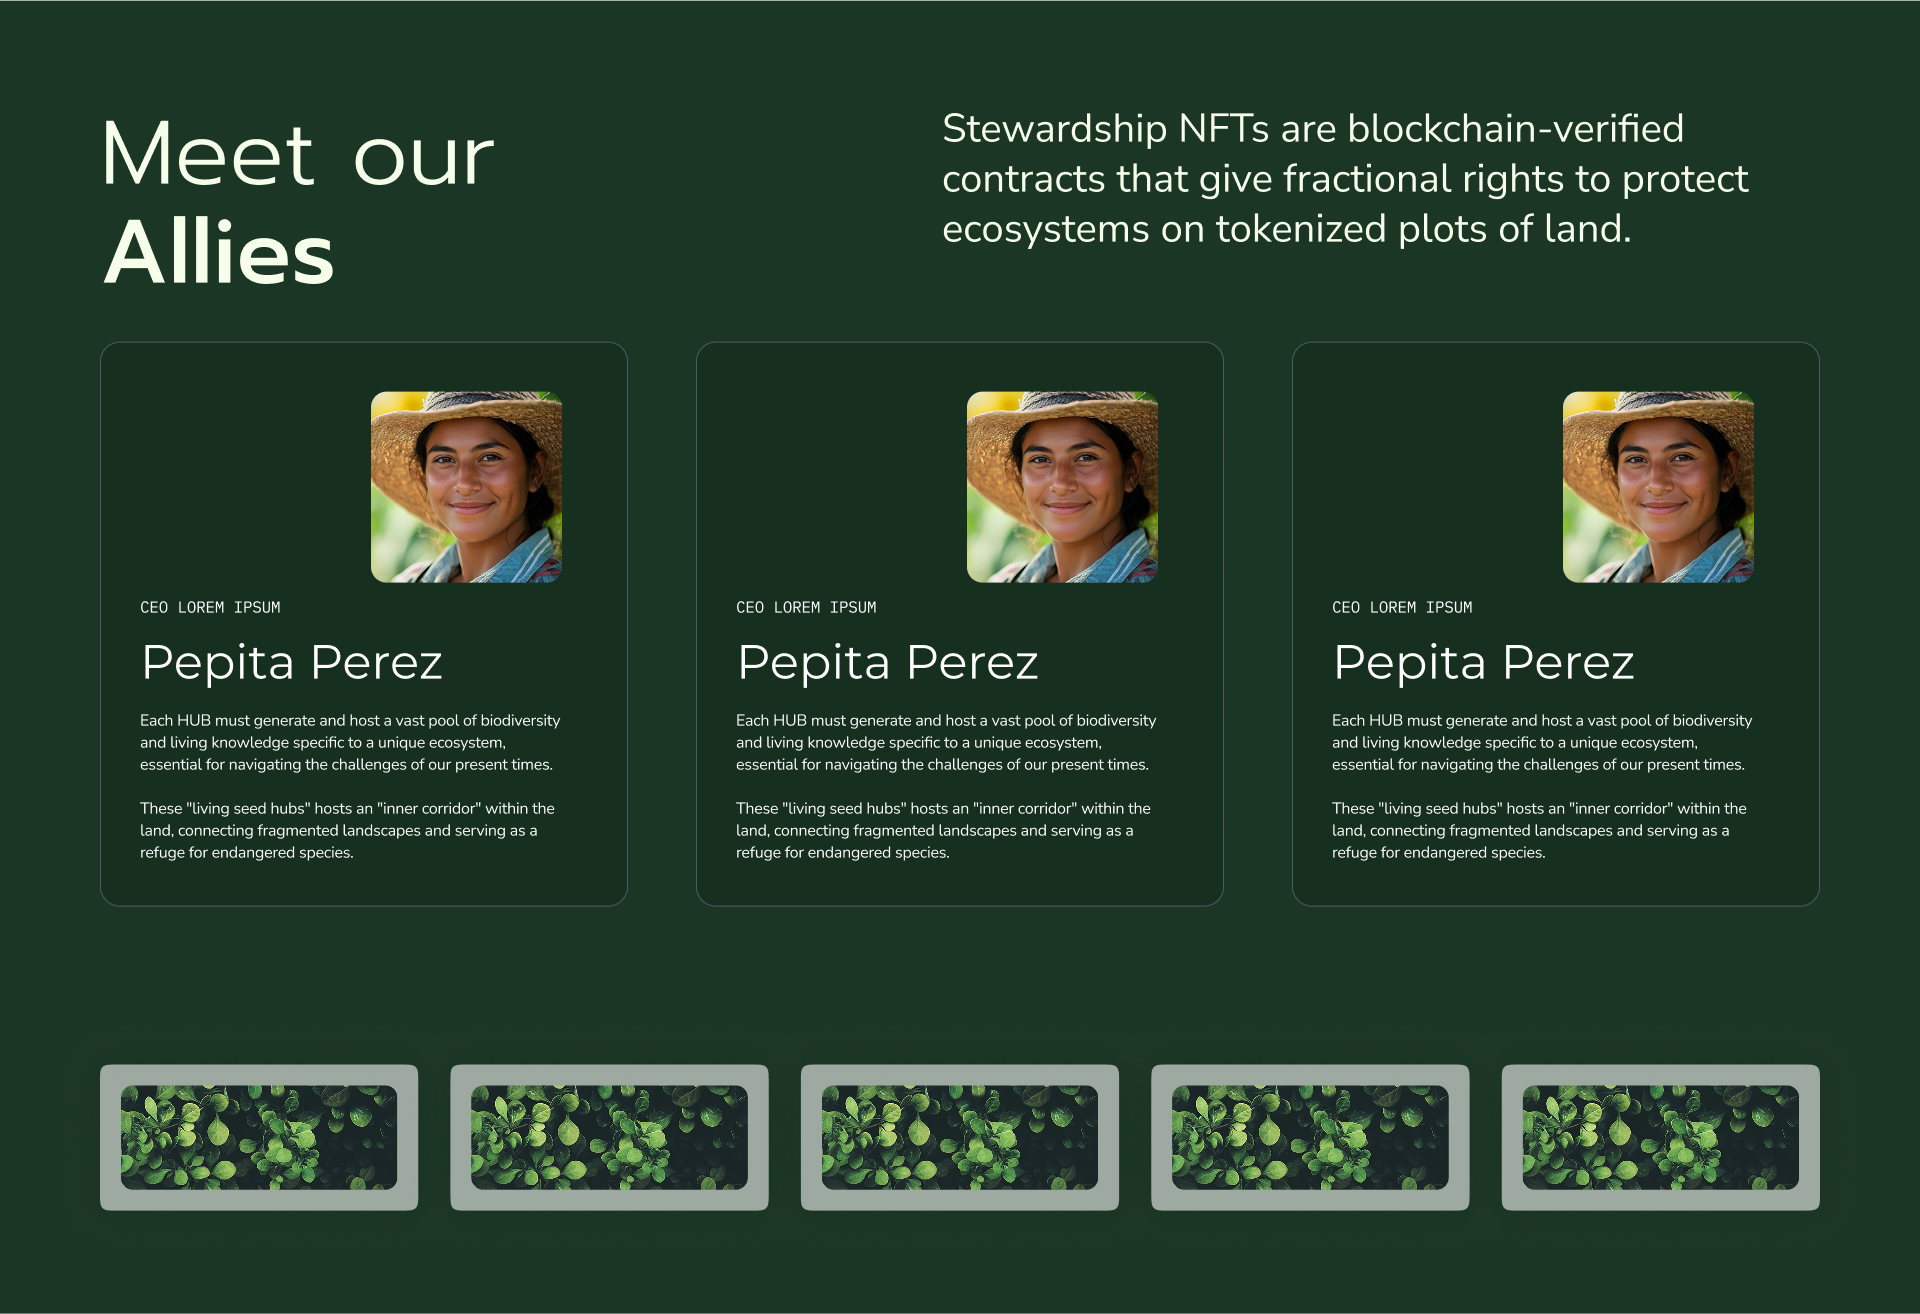 Meet our
Allies
Stewardship NFTs are blockchain-verified
contracts that give fractional rights to protect
ecosystems on tokenized plots of land.
CEO LOREM IPSUM
Pepita Perez
Each HUB must generate and host a vast pool of biodiversity
and living knowledge specific to a unique ecosystem,
essential for navigating the challenges of our present times.
These "living seed hubs" hosts an "inner corridor" within the
land, connecting fragmented landscapes and serving as a
refuge for endangered species.
CEO LOREM IPSUM
Pepita Perez
Each HUB must generate and host a vast pool of biodiversity
and living knowledge specific to a unique ecosystem,
essential for navigating the challenges of our present times.
These "living seed hubs" hosts an "inner corridor" within the
land, connecting fragmented landscapes and serving as a
refuge for endangered species.
CEO LOREM IPSUM
Pepita Perez
Each HUB must generate and host a vast pool of biodiversity
and living knowledge specific to a unique ecosystem,
essential for navigating the challenges of our present times.
These "living seed hubs" hosts an "inner corridor" within the
land, connecting fragmented landscapes and serving as a
refuge for endangered species.